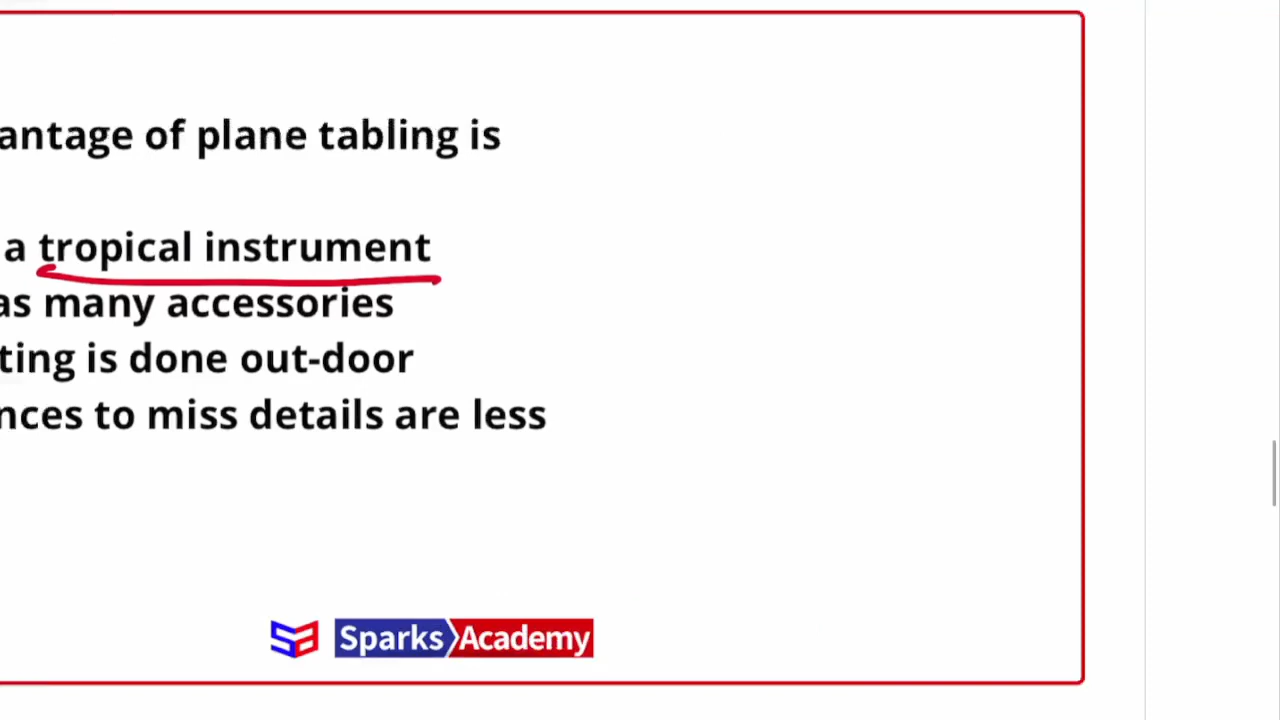 antage of plane tabling is
a tropical instrument
as many accessories
ting is done out-door
nces to miss details are less
Sparks Academy